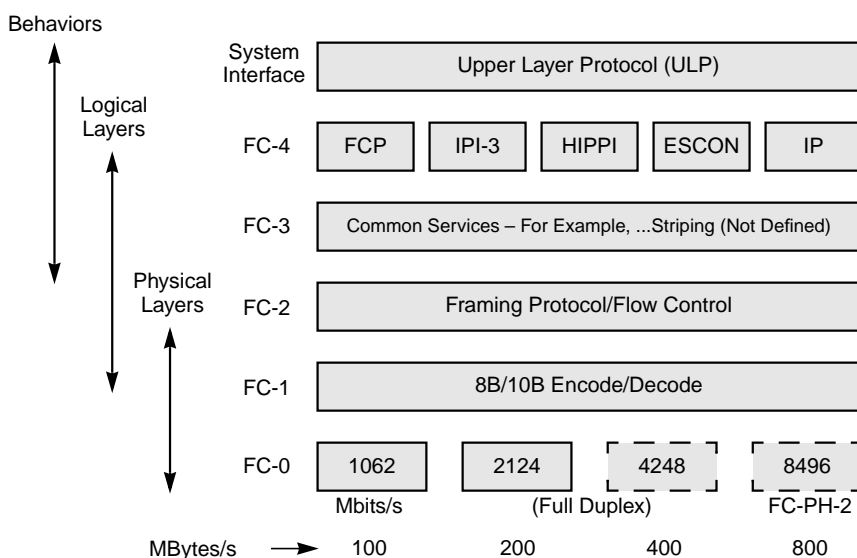 Behaviors
System
Interface
Upper Layer Protocol (ULP)
Logical
Layers
FC-4
FCP
IPI-3
HIPPI
ESCON
IP
FC-3
Common Services – For Example, ...Striping (Not Defined)
Physical
Layers
FC-2
Framing Protocol/Flow Control
FC-1
8B/10B Encode/Decode
FC-0
1062
2124
4248
8496
Mbits/s
(Full Duplex)
FC-PH-2
MBytes/s
100
200
400
800